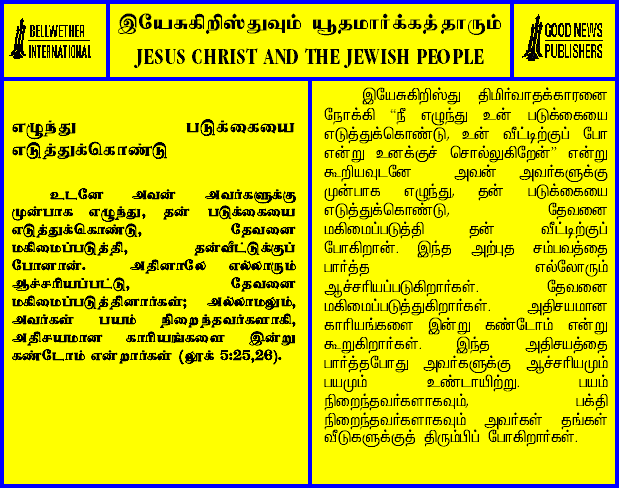 BELLWETHER
INTERNATIONAL
இயேசுகிறிஸ்துவும் யூதமார்க்கத்தாரும்
JESUS CHRIST AND THE JEWISH PEOPLE
GOOD NEWS
PUBLISHERS
எழுந்து படுக்கையை
எடுத்துக்கொண்டு
உடனே அவன் அவர்களுக்கு
முன்பாக எழுந்து, தன் படுக்கையை
எடுத்துக்கொண்டு, தேவனை
மகிமைப்படுத்தி, தன்வீட்டுக்குப்
போனான். அதினாலே எல்லாரும்
ஆச்சரியப்பட்டு, தேவனை
மகிமைப்படுத்தினார்கள்; அல்லாமலும்,
அவர்கள் பயம் நிறைந்தவர்களாகி,
அதிசயமான காரியங்களை இன்று
கண்டோம் என்றார்கள் (லூக் 5:25,26).
இயேசுகிறிஸ்து திமிர்வாதக்காரனை
நோக்கி “நீ எழுந்து உன் படுக்கையை
எடுத்துக்கொண்டு, உன் வீட்டிற்குப் போ
என்று உனக்குச் சொல்லுகிறேன்” என்று
கூறியவுடனே அவன் அவர்களுக்கு
முன்பாக எழுந்து, தன் படுக்கையை
எடுத்துக்கொண்டு, தேவனை
மகிமைப்படுத்தி தன் வீட்டிற்குப்
போகிறான். இந்த அற்புத சம்பவத்தை
பார்த்த எல்லோரும்
ஆச்சரியப்படுகிறார்கள். தேவனை
மகிமைப்படுத்துகிறார்கள். அதிசயமான
காரியங்களை இன்று கண்டோம் என்று
கூறுகிறார்கள். இந்த அதிசயத்தை
பார்த்தபோது அவர்களுக்கு ஆச்சரியமும்
பயமும் உண்டாயிற்று. பயம்
நிறைந்தவர்களாகவும், பக்தி
நிறைந்தவர்களாகவும் அவர்கள் தங்கள்
வீடுகளுக்குத் திரும்பிப் போகிறார்கள்.